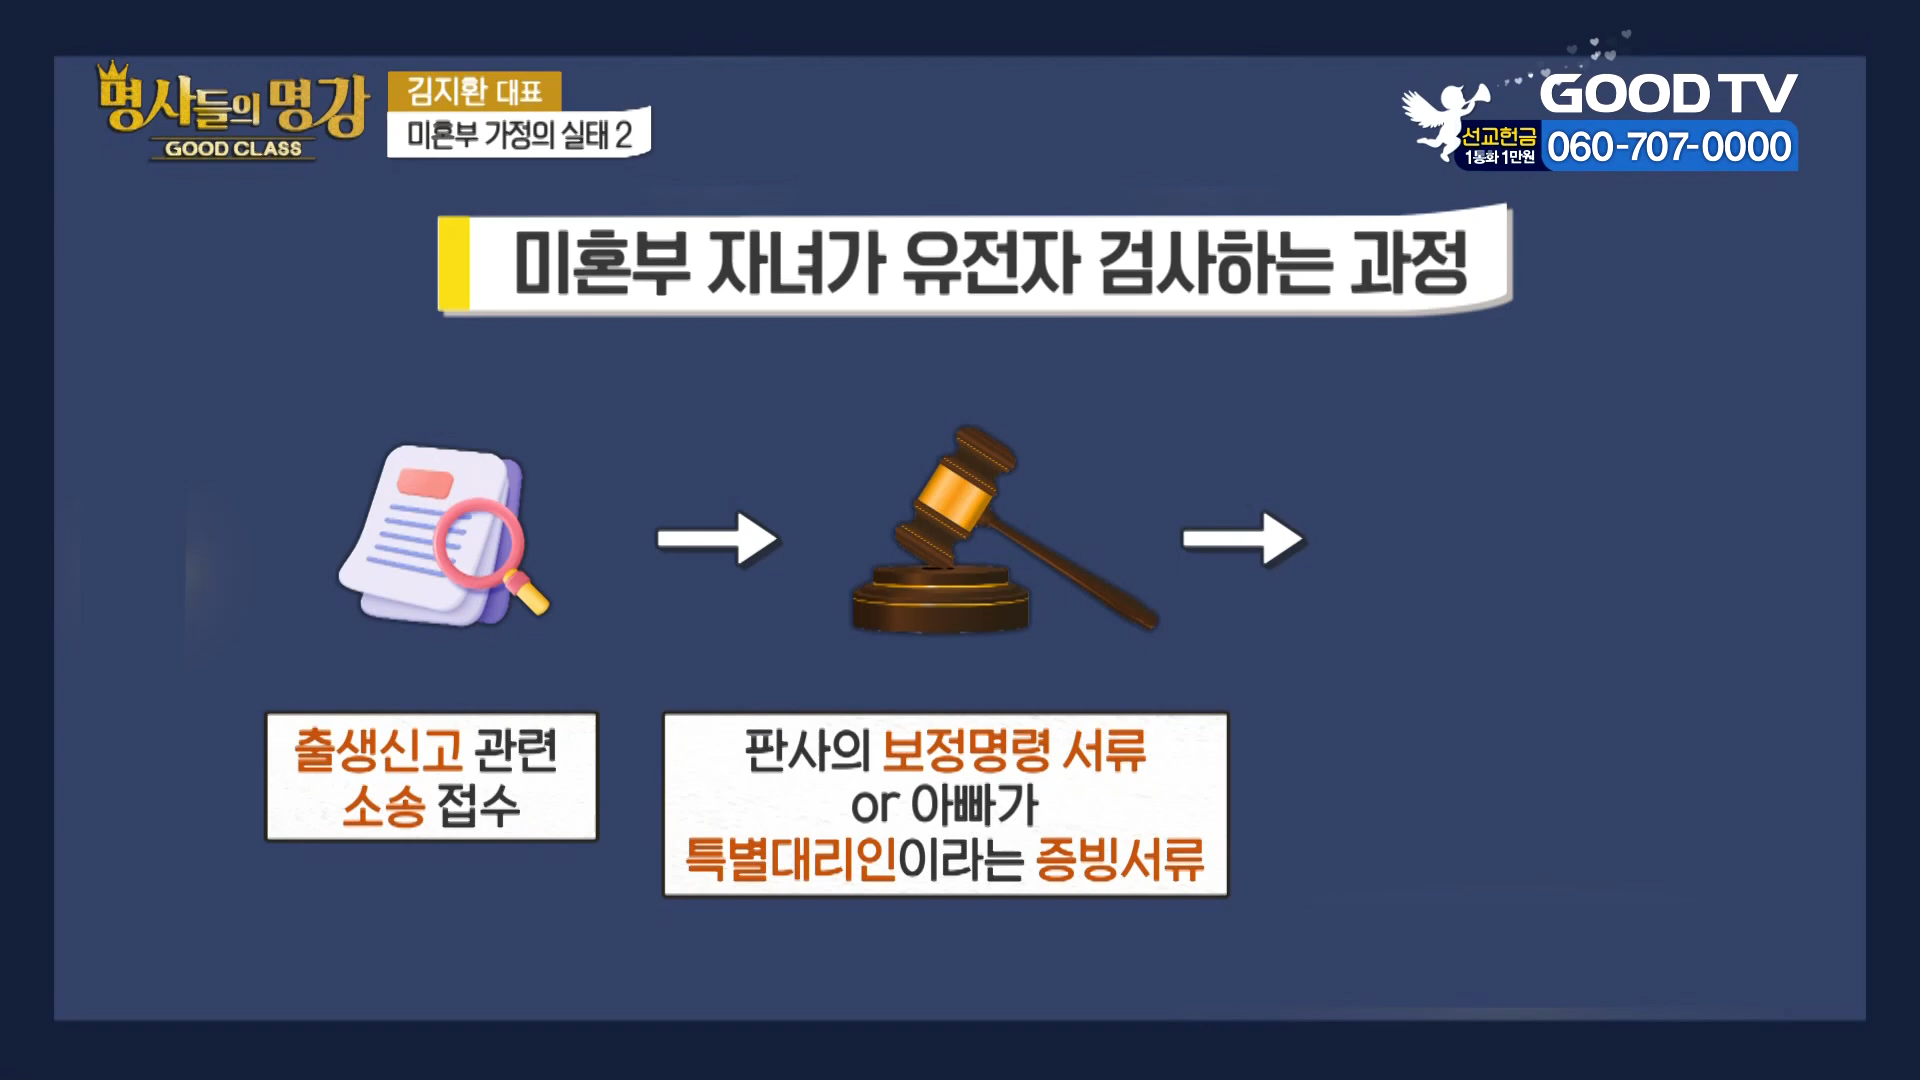 명사들의 명강
GOOD CLASS
김지환 대표
미혼부 가정의 실태 2
GOODTV
선교헌금
1통화 1만원
060-707-0000
미혼부 자녀가 유전자 검사하는 과정
출생신고 관련
소송 접수
판사의 보정명령 서류
or 아빠가
특별대리인이라는 증빙서류